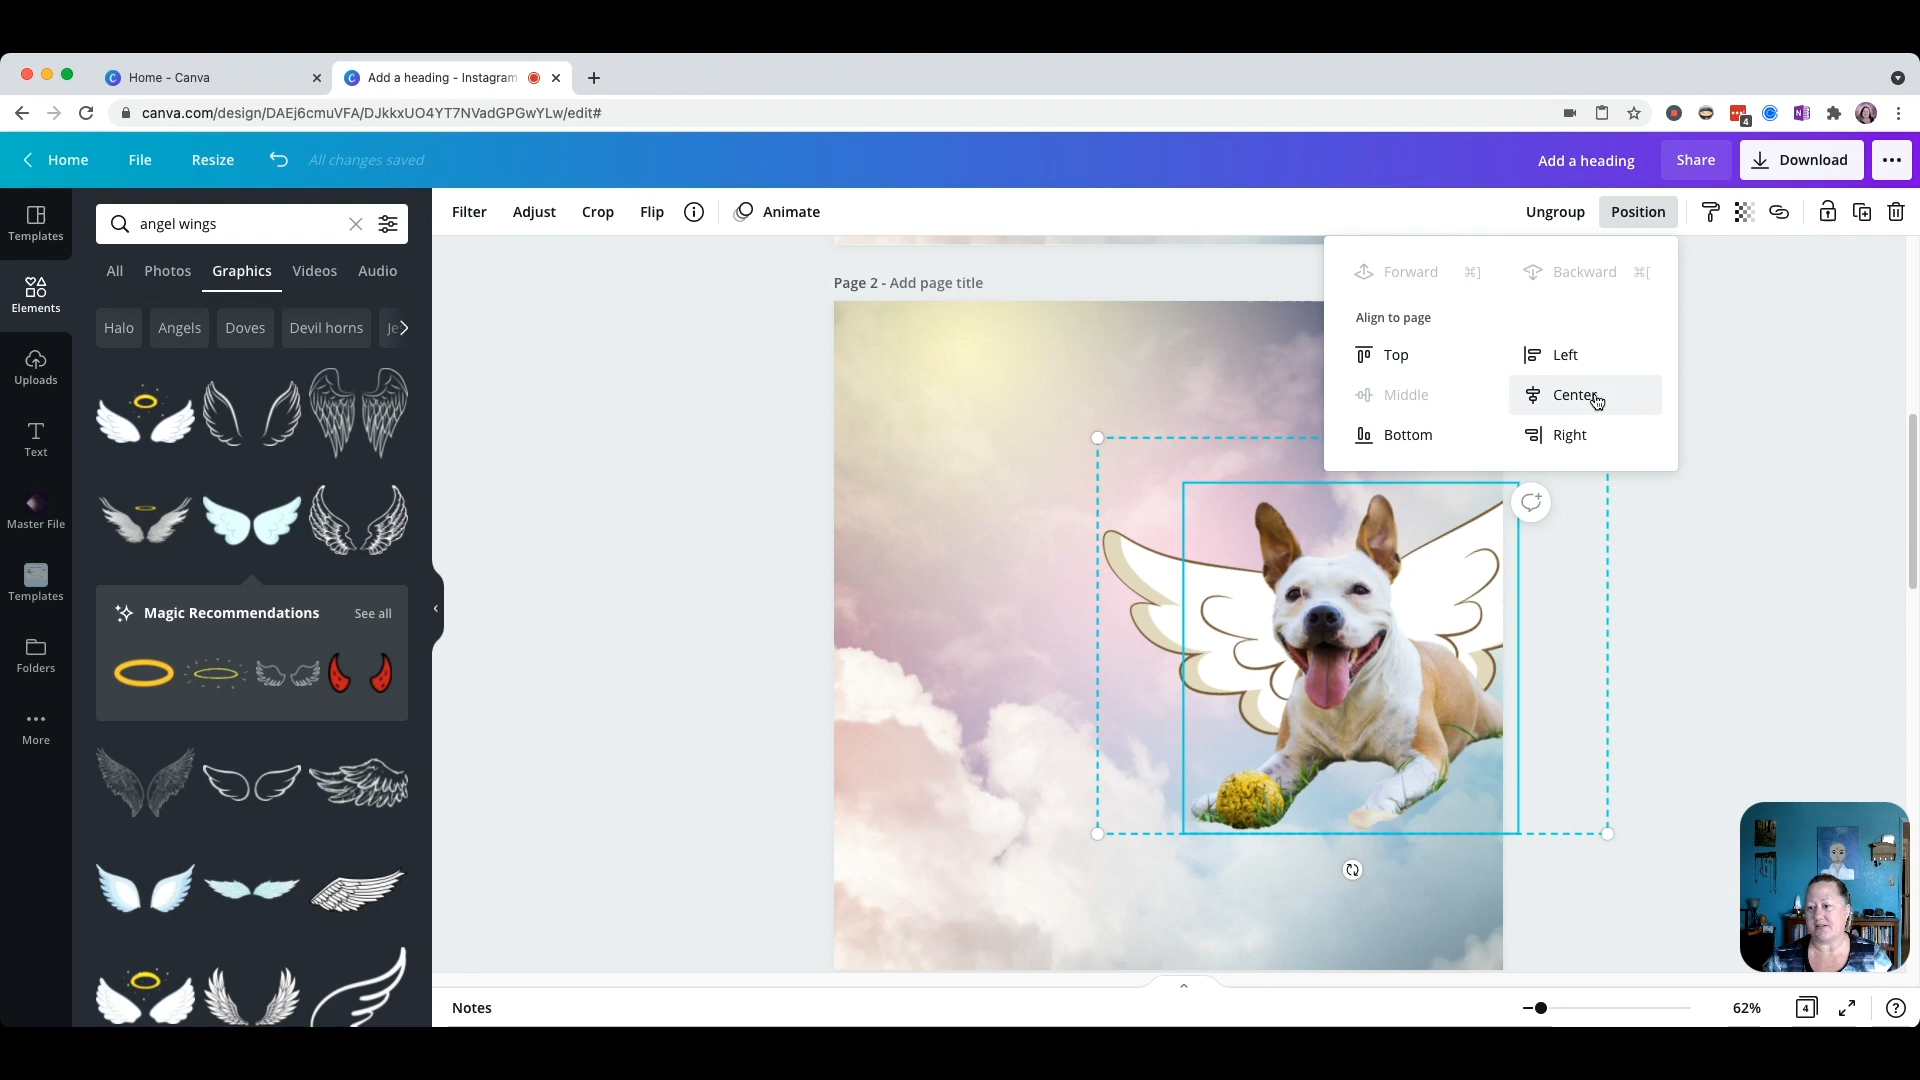 Home - Canva
Add a heading - Instagram
canva.com/design/DAEj6cmuVFA/DJkkxUO4YT7NVadGPGwYLw/edit#
4
Home
File
Resize
All changes saved
Add a heading
Share
Download
Templates
Elements
Uploads
Text
Master File
Templates
Folders
More
angel wings
All
Photos
Graphics
Videos
Audio
Halo
Angels
Doves
Devil horns
Je
Magic Recommendations
See all
Filter
Adjust
Crop
Flip
Animate
Ungroup
Position
Page 2 - Add page title
Forward ⌘]
Backward ⌘[
Align to page
Top
Left
Middle
Center
Bottom
Right
Notes
62%
4